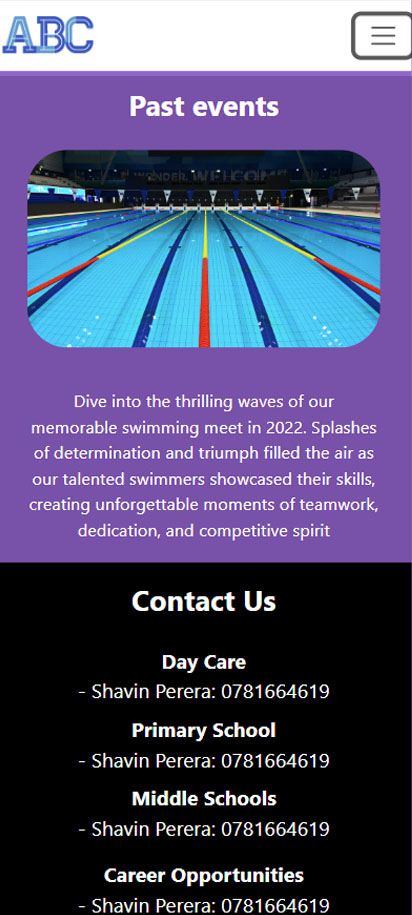 ABC
Past events
WONDER. WELCOM
Dive into the thrilling waves of our
memorable swimming meet in 2022. Splashes
of determination and triumph filled the air as
our talented swimmers showcased their skills,
creating unforgettable moments of teamwork,
dedication, and competitive spirit
Contact Us
Day Care
- Shavin Perera: 0781664619
Primary School
- Shavin Perera: 0781664619
Middle Schools
- Shavin Perera: 0781664619
Career Opportunities
- Shavin Perera: 0781664619